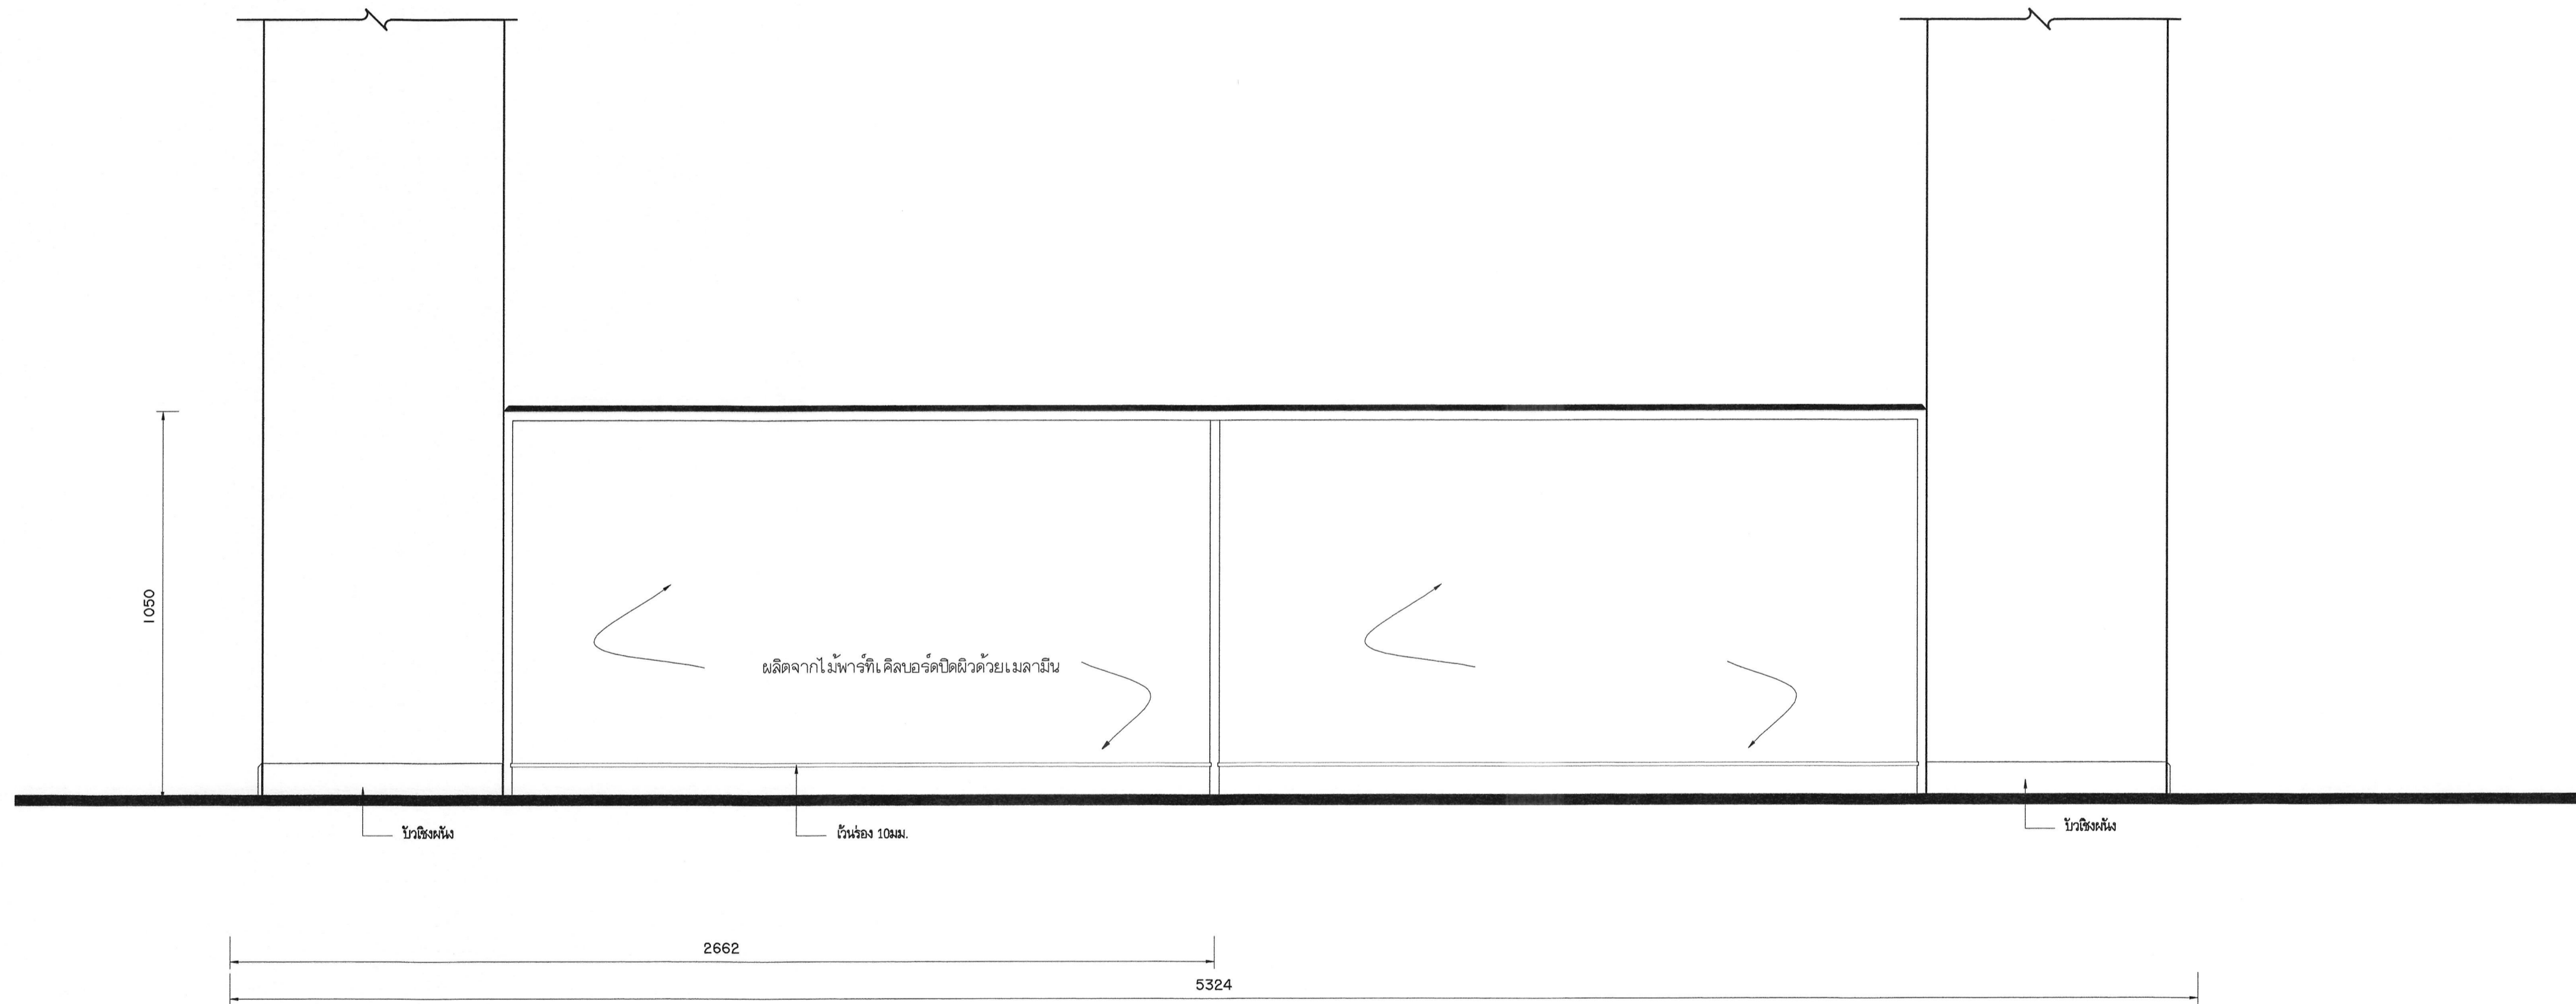 1050
ผลิตจากไม้พาร์ทิเคิลบอร์ดปิดผิวด้วยเมลามีน
บัวเชิงผนัง
เว้นร่อง 10มม.
บัวเชิงผนัง
2662
5324